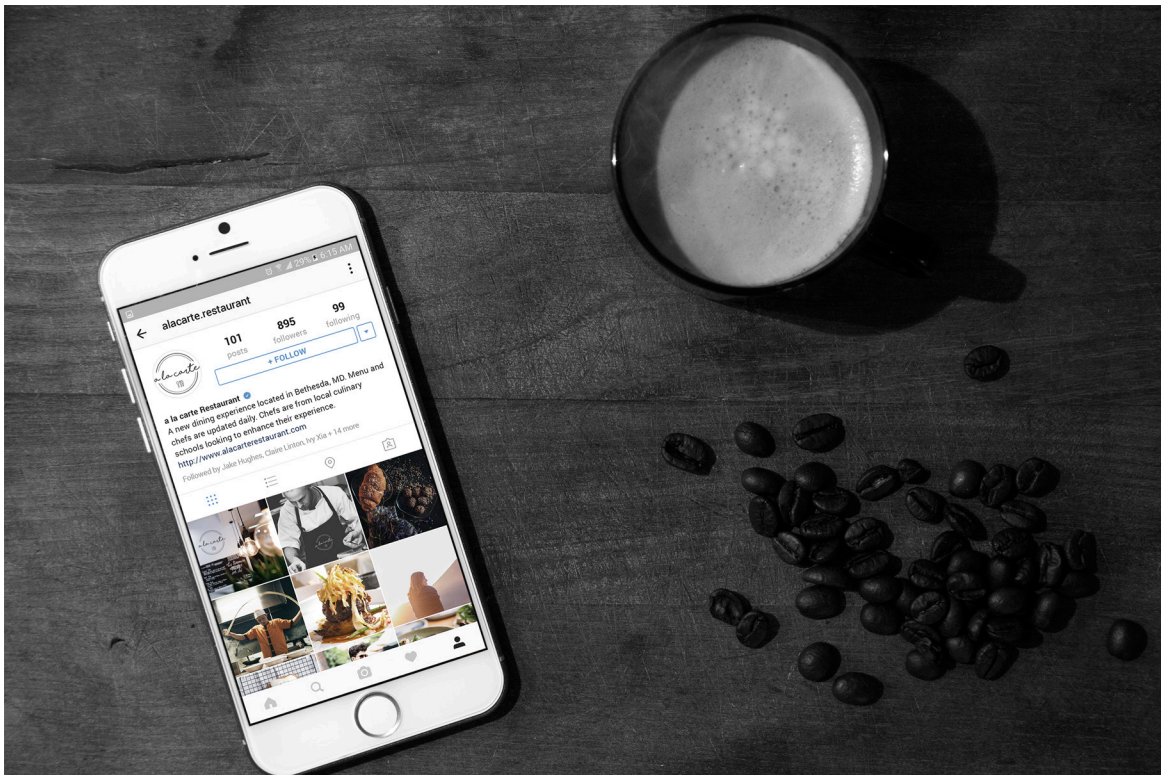 29% 6:15 AM
alacarte.restaurant
101 895 99
posts followers following
+ FOLLOW
a la carte
a la carte Restaurant
A new dining experience located in Bethesda, MD. Menu and
chefs are updated daily. Chefs are from local culinary
schools looking to enhance their experience.
http://www.alacarterestaurant.com
Followed by Jake Hughes, Claire Linton, Ivy Xia + 14 more
a la carte